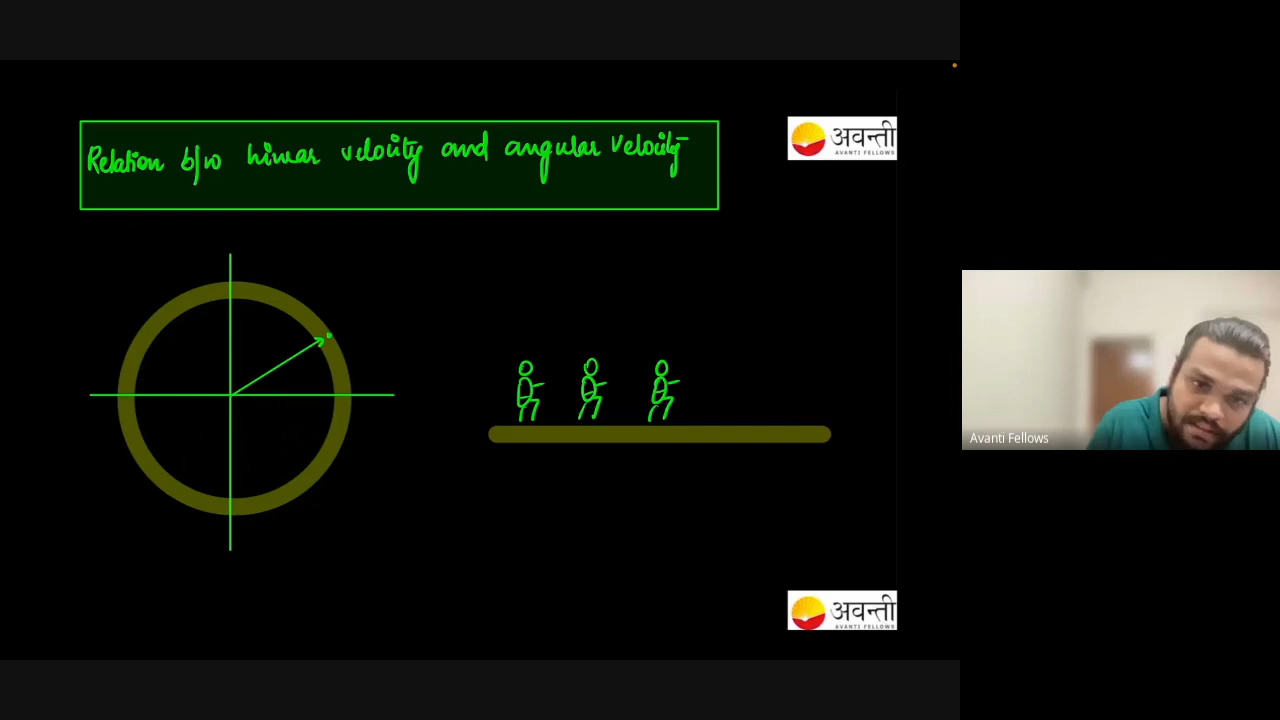 Relation b/w linear velocity and angular velocity
अवन्ती
AVANTI FELLOWS
Avanti Fellows
अवन्ती
AVANTI FELLOWS